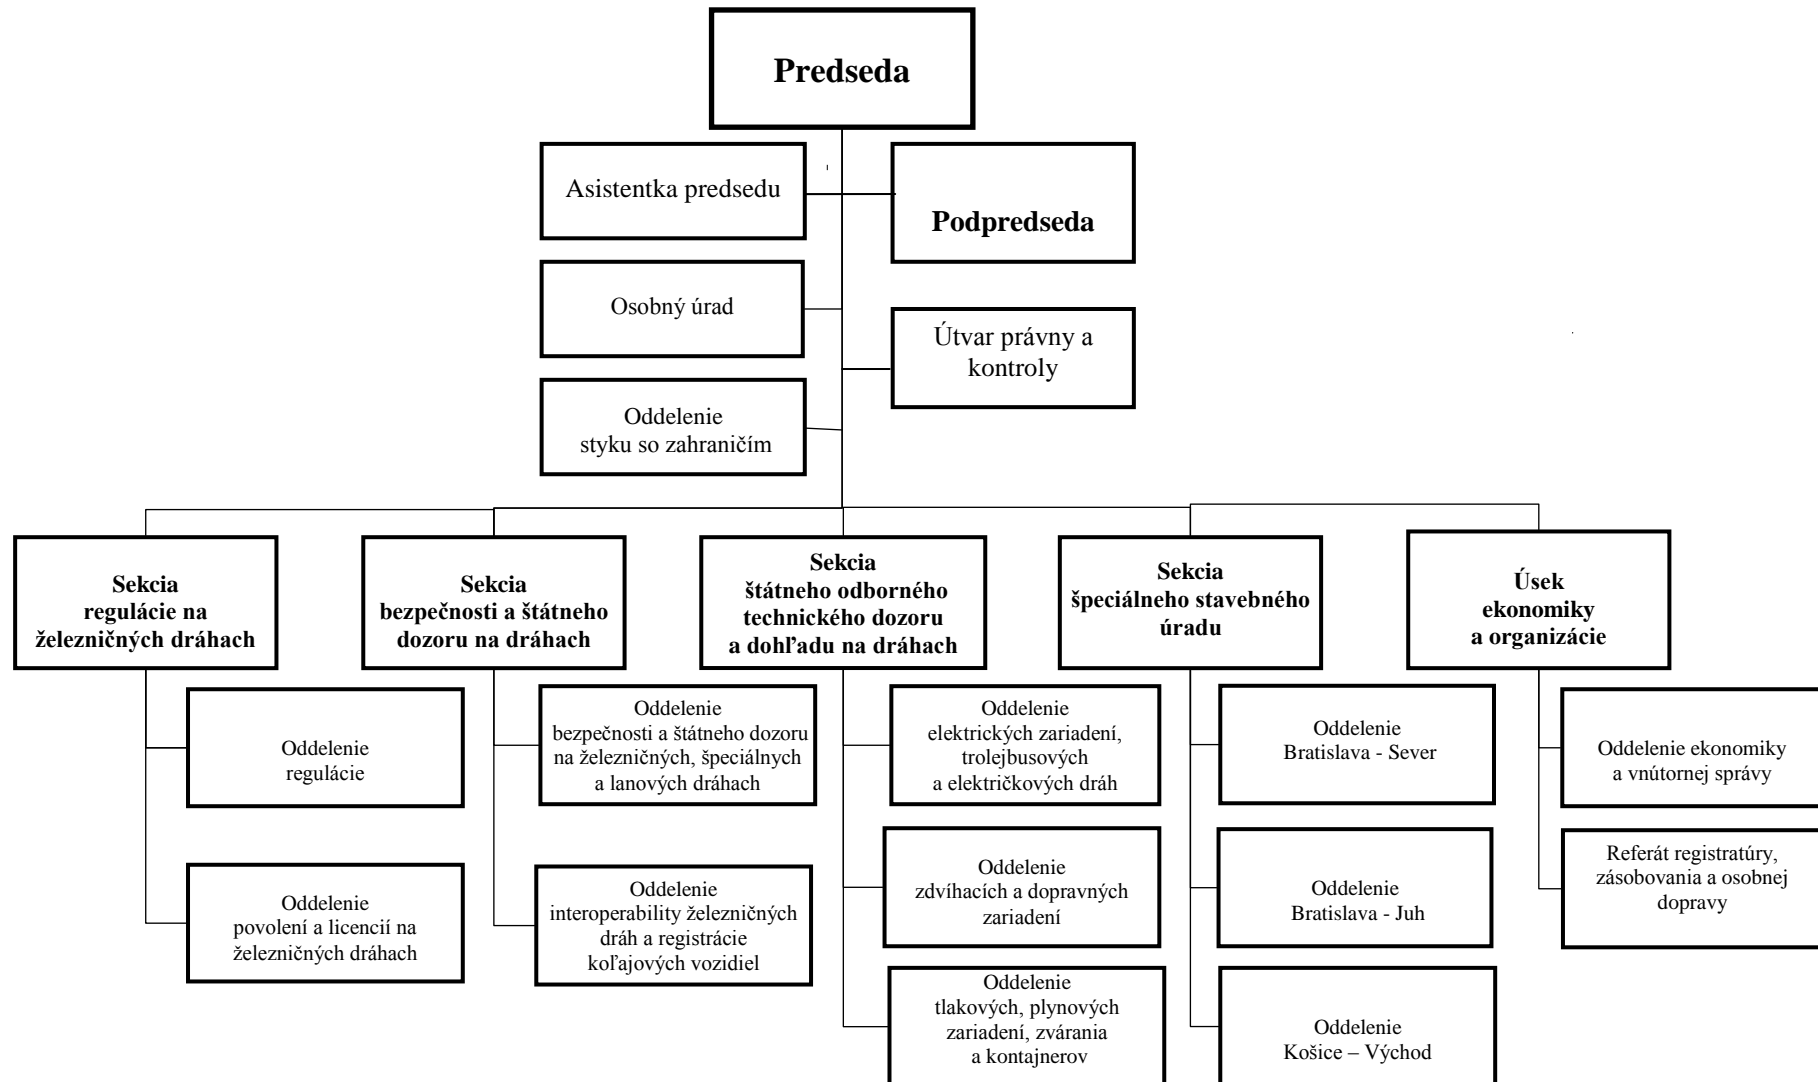 Predseda
Asistentka predsedu
Podpredseda
Osobný úrad
Útvar právny a
kontroly
Oddelenie
styku so zahraničím
Sekcia
regulácie na
železničných dráhach
Sekcia
bezpečnosti a štátneho
dozoru na dráhach
Sekcia
štátneho odborného
technického dozoru
a dohľadu na dráhach
Sekcia
špeciálneho stavebného
úradu
Úsek
ekonomiky
a organizácie
Oddelenie
regulácie
Oddelenie
povolení a licencií na
železničných dráhach
Oddelenie
bezpečnosti a štátneho dozoru
na železničných, špeciálnych
a lanových dráhach
Oddelenie
interoperability železničných
dráh a registrácie
koľajových vozidiel
Oddelenie
elektrických zariadení,
trolejbusových
a električkových dráh
Oddelenie
zdvíhacích a dopravných
zariadení
Oddelenie
tlakových, plynových
zariadení, zvárania
a kontajnerov
Oddelenie
Bratislava - Sever
Oddelenie
Bratislava - Juh
Oddelenie
Košice – Východ
Oddelenie ekonomiky
a vnútornej správy
Referát registratúry,
zásobovania a osobnej
dopravy